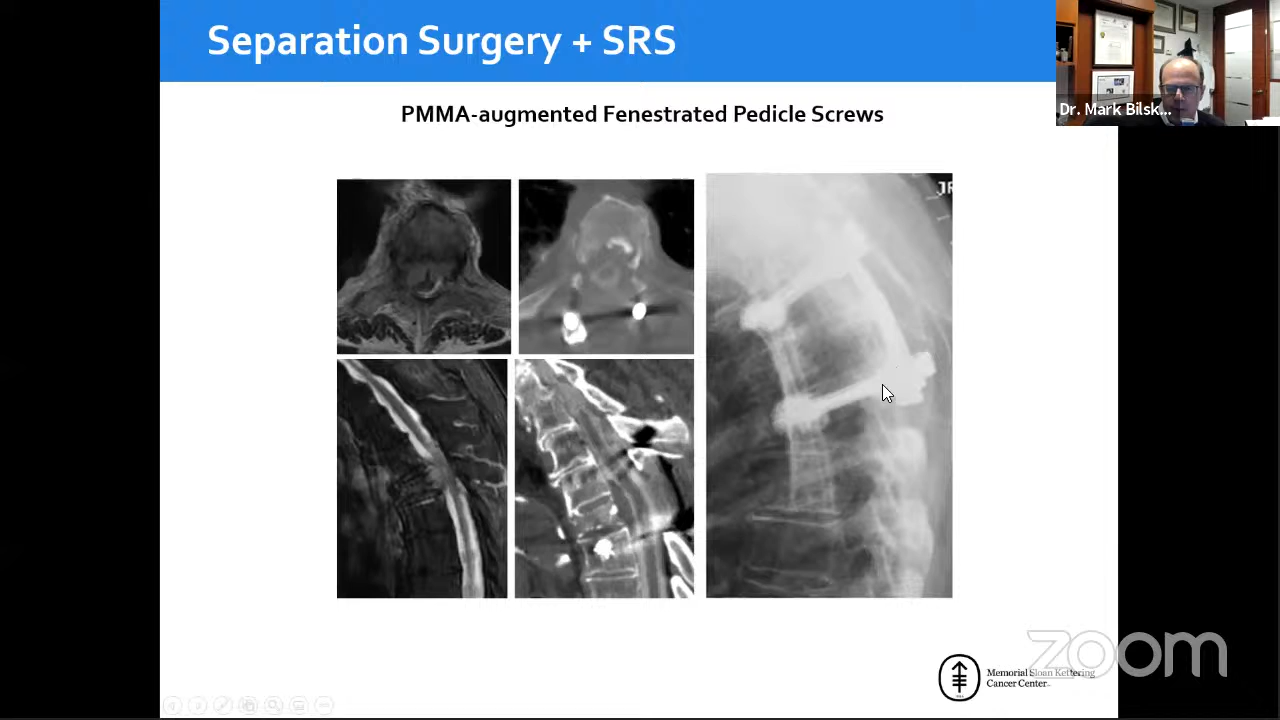 Separation Surgery + SRS
Dr. Mark Bilsk...
PMMA-augmented Fenestrated Pedicle Screws
zoom
Memorial Sloan Kettering
Cancer Center